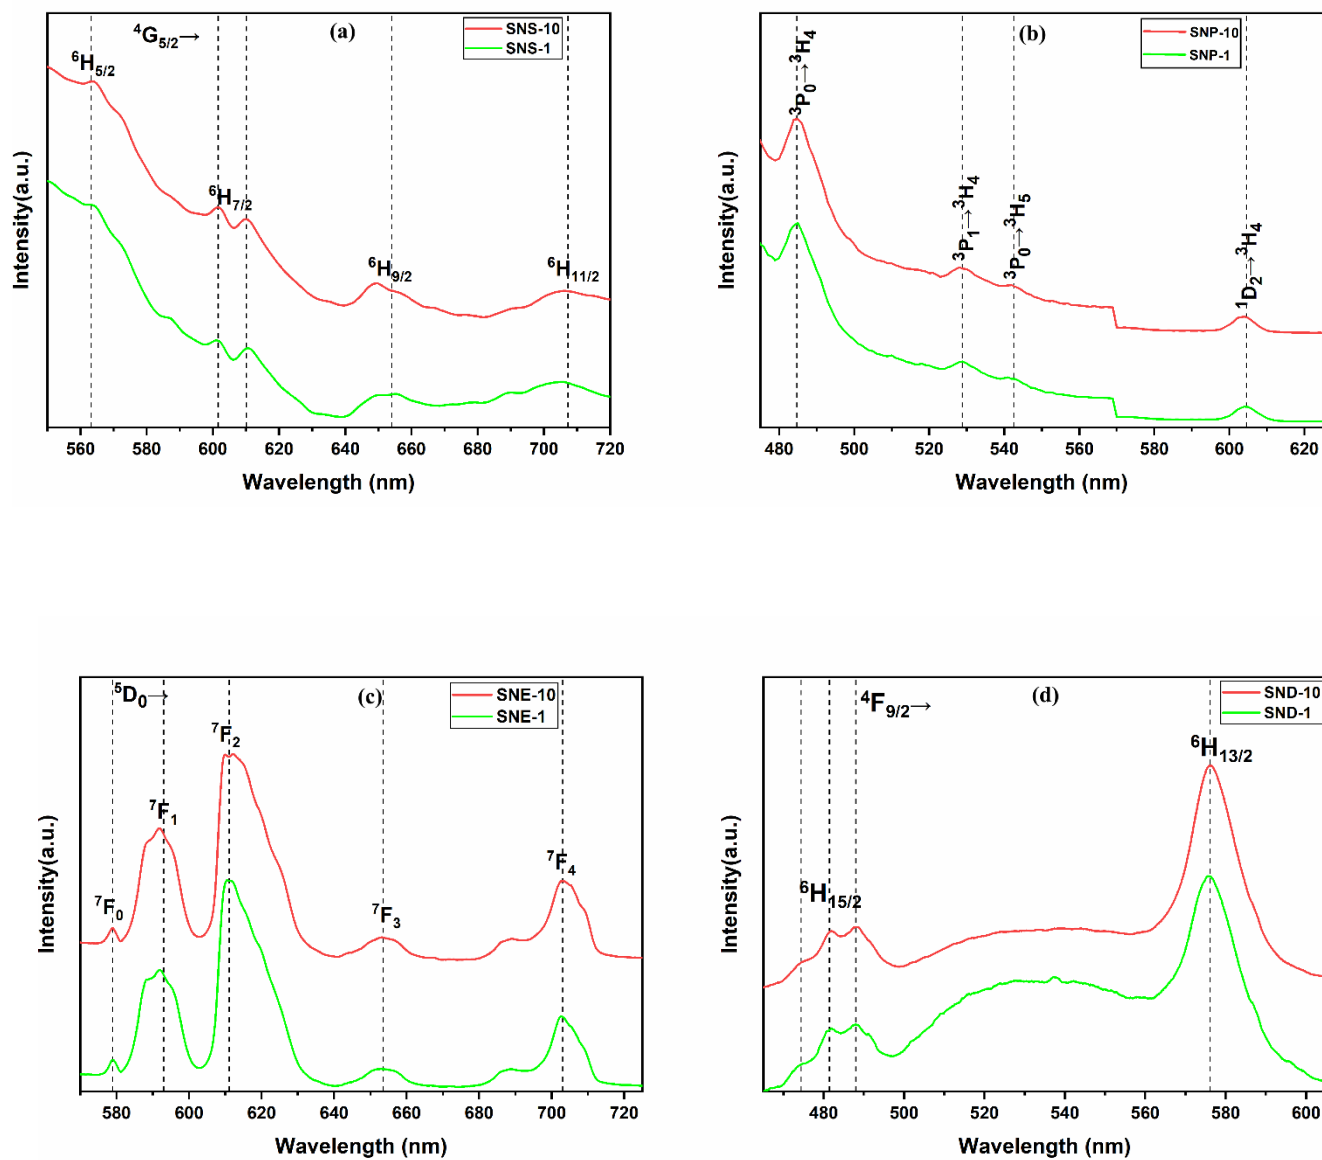 (a)
⁴G₅/₂→
SNS-10
SNS-1
⁶H₅/₂
⁶H₇/₂
⁶H₉/₂
⁶H₁₁/₂
Intensity(a.u.)
560 580 600 620 640 660 680 700 720
Wavelength (nm)
(b)
SNP-10
SNP-1
³P₀→³H₄
³P₁→³H₄
³P₀→³H₅
¹D₂→³H₄
Intensity(a.u.)
480 500 520 540 560 580 600 620
Wavelength (nm)
⁵D₀→
(c)
SNE-10
SNE-1
⁷F₀
⁷F₁
⁷F₂
⁷F₃
⁷F₄
Intensity(a.u.)
580 600 620 640 660 680 700 720
Wavelength (nm)
⁴F₉/₂→
(d)
SND-10
SND-1
⁶H₁₅/₂
⁶H₁₃/₂
Intensity(a.u.)
480 500 520 540 560 580 600
Wavelength (nm)